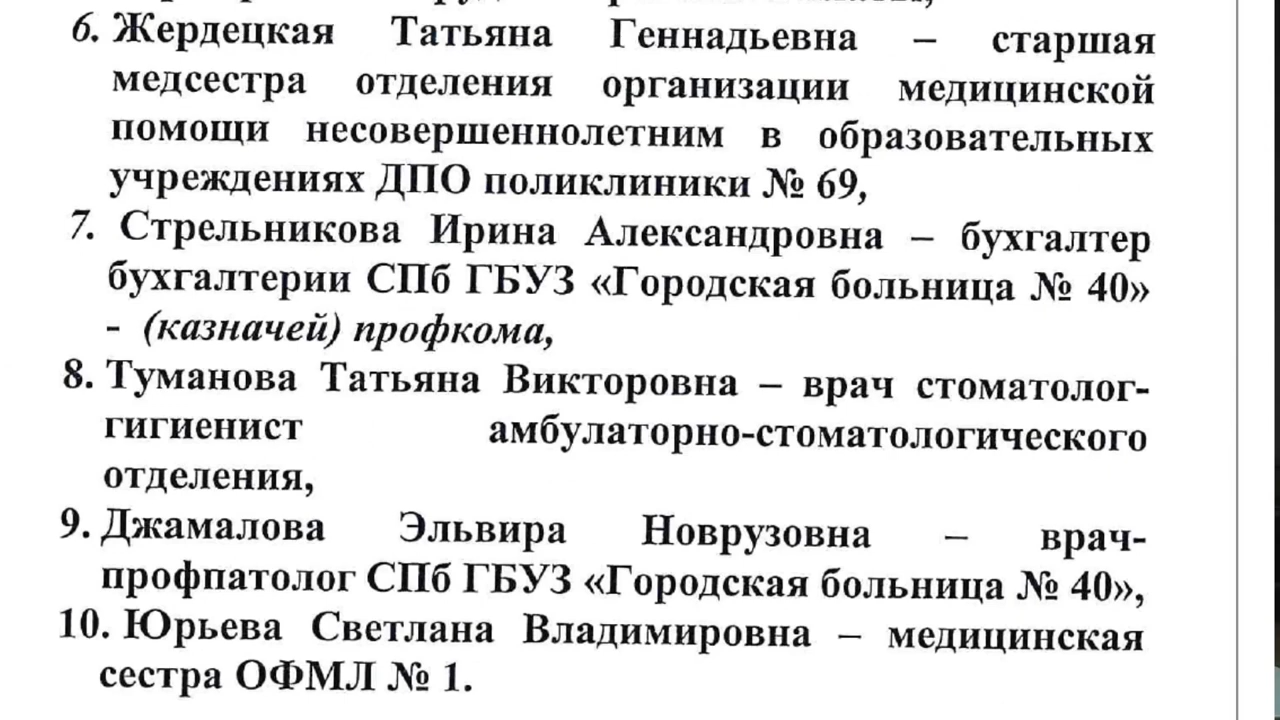 6. Жердецкая Татьяна Геннадьевна – старшая
медсестра отделения организации медицинской
помощи несовершеннолетним в образовательных
учреждениях ДПО поликлиники № 69,
7. Стрельникова Ирина Александровна – бухгалтер
бухгалтерии СПб ГБУЗ «Городская больница № 40»
- (казначей) профкома,
8. Туманова Татьяна Викторовна – врач стоматолог-
гигиенист амбулаторно-стоматологического
отделения,
9. Джамалова Эльвира Новрузовна – врач-
профпатолог СПб ГБУЗ «Городская больница № 40»,
10. Юрьева Светлана Владимировна – медицинская
сестра ОФМЛ № 1.